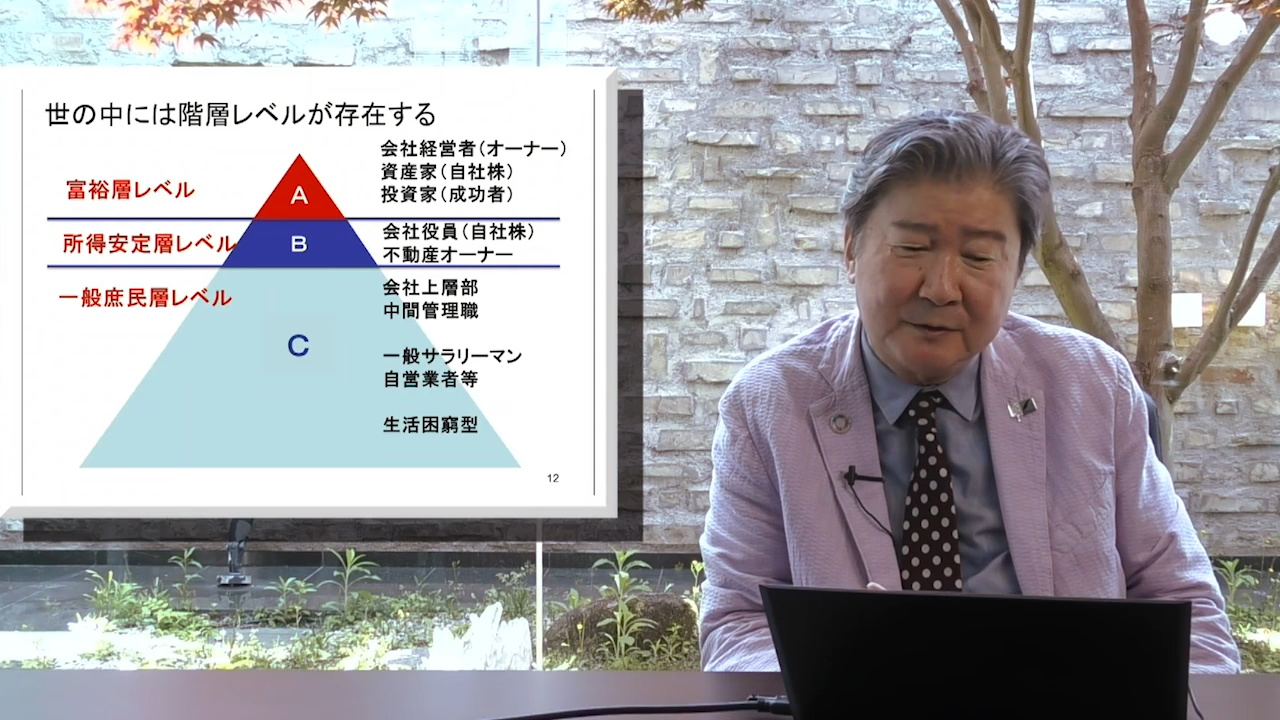 世の中には階層レベルが存在する
会社経営者（オーナー）
資産家（自社株）
投資家（成功者）
富裕層レベル
A
会社役員（自社株）
不動産オーナー
所得安定層レベル
B
会社上層部
中間管理職
一般庶民層レベル
C
一般サラリーマン
自営業者等
生活困窮型
12